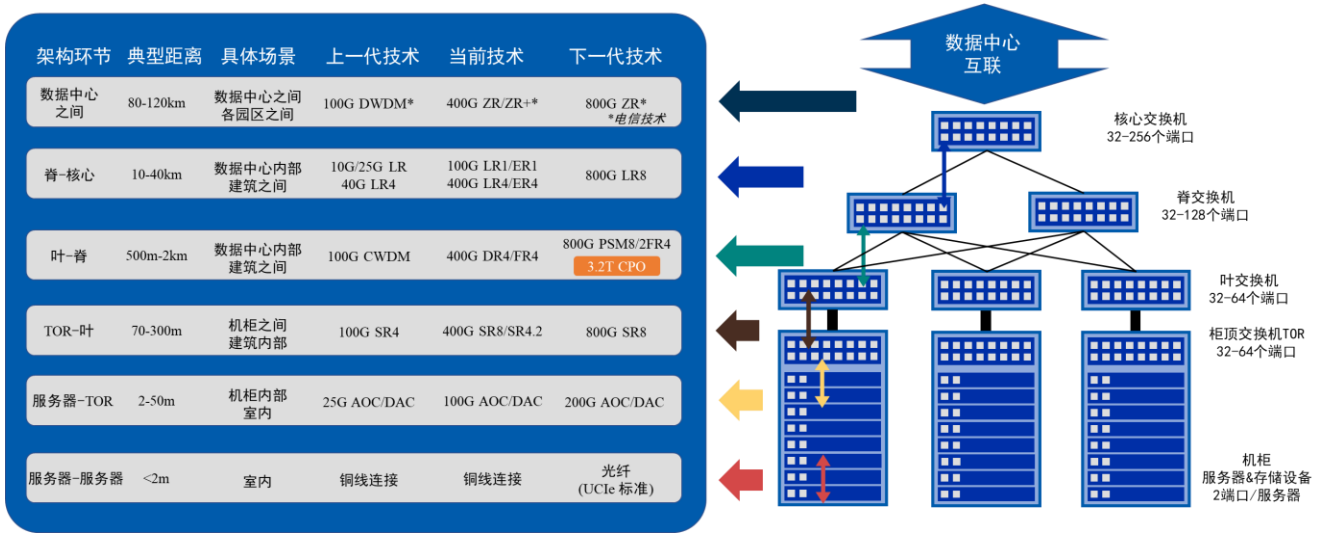 架构环节 典型距离 具体场景 上一代技术 当前技术 下一代技术
数据中心
之间
80-120km
数据中心之间
各园区之间
100G DWDM*
400G ZR/ZR+*
800G ZR*
*电信技术
脊-核心
10-40km
数据中心内部
建筑之间
10G/25G LR
40G LR4
100G LR1/ER1
400G LR4/ER4
800G LR8
叶-脊
500m-2km
数据中心内部
建筑之间
100G CWDM
400G DR4/FR4
800G PSM8/2FR4
3.2T CPO
TOR-叶
70-300m
机柜之间
建筑内部
100G SR4
400G SR8/SR4.2
800G SR8
服务器-TOR
2-50m
机柜内部
室内
25G AOC/DAC
100G AOC/DAC
200G AOC/DAC
服务器-服务器
<2m
室内
铜线连接
铜线连接
光纤
(UCIe 标准)
数据中心
互联
核心交换机
32-256个端口
脊交换机
32-128个端口
叶交换机
32-64个端口
柜顶交换机TOR
32-64个端口
机柜
服务器&存储设备
2端口/服务器